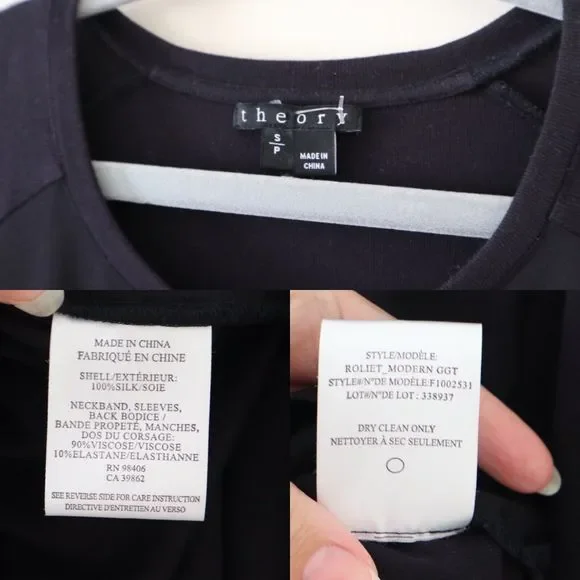 theory
S
P
MADE IN
CHINA
MADE IN CHINA
FABRIQUÉ EN CHINE
SHELL/EXTÉRIEUR:
100%SILK/SOIE
NECKBAND, SLEEVES,
BACK BODICE /
BANDE PROPETÉ, MANCHES,
DOS DU CORSAGE:
90%VISCOSE/VISCOSE
10%ELASTANE/ELASTHANNE
RN 98406
CA 39862
SEE REVERSE SIDE FOR CARE INSTRUCTION
DIRECTIVE D'ENTRETIEN AU VERSO
STYLE/MODÈLE:
ROLIET_MODERN GGT
STYLE#/N°DE MODÈLE:F1002531
LOT#/N°DE LOT : 338937
DRY CLEAN ONLY
NETTOYER À SEC SEULEMENT